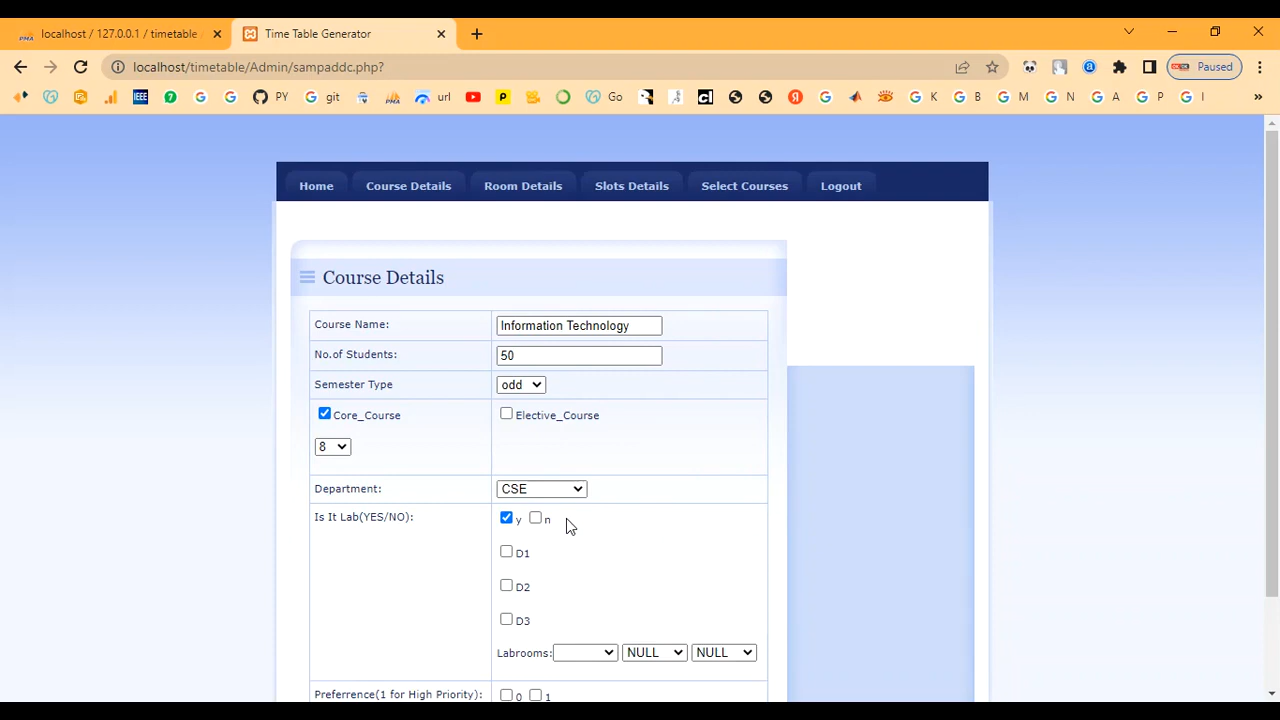 localhost / 127.0.0.1 / timetable
Time Table Generator
localhost/timetable/Admin/sampaddc.php?
Paused
IEEE
PY
git
url
Go
K
B
M
N
A
P
I
Home
Course Details
Room Details
Slots Details
Select Courses
Logout
Course Details
Course Name:
Information Technology
No.of Students:
50
Semester Type
odd
Core_Course
Elective_Course
8
Department:
CSE
Is It Lab(YES/NO):
y
n
D1
D2
D3
Labrooms:
NULL
NULL
Preferrence(1 for High Priority):
0
1